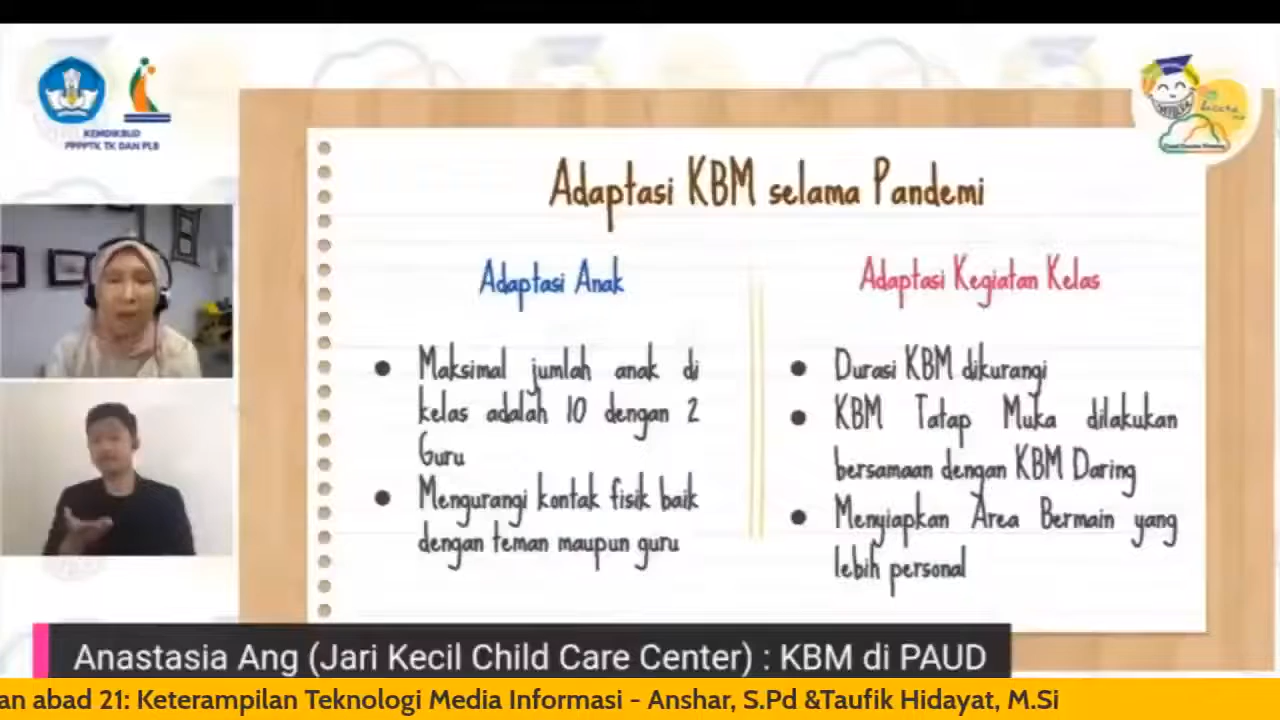 KEMDIKBUD
PPPPTK TK DAN PLB
Adaptasi KBM selama Pandemi
Adaptasi Anak
Maksimal jumlah anak di
kelas adalah 10 dengan 2
Guru
Mengurangi kontak fisik baik
dengan teman maupun guru
Adaptasi Kegiatan Kelas
Durasi KBM dikurangi
KBM Tatap Muka dilakukan
bersamaan dengan KBM Daring
Menyiapkan Area Bermain yang
lebih personal
Anastasia Ang (Jari Kecil Child Care Center) : KBM di PAUD
an abad 21: Keterampilan Teknologi Media Informasi - Anshar, S.Pd &Taufik Hidayat, M.Si